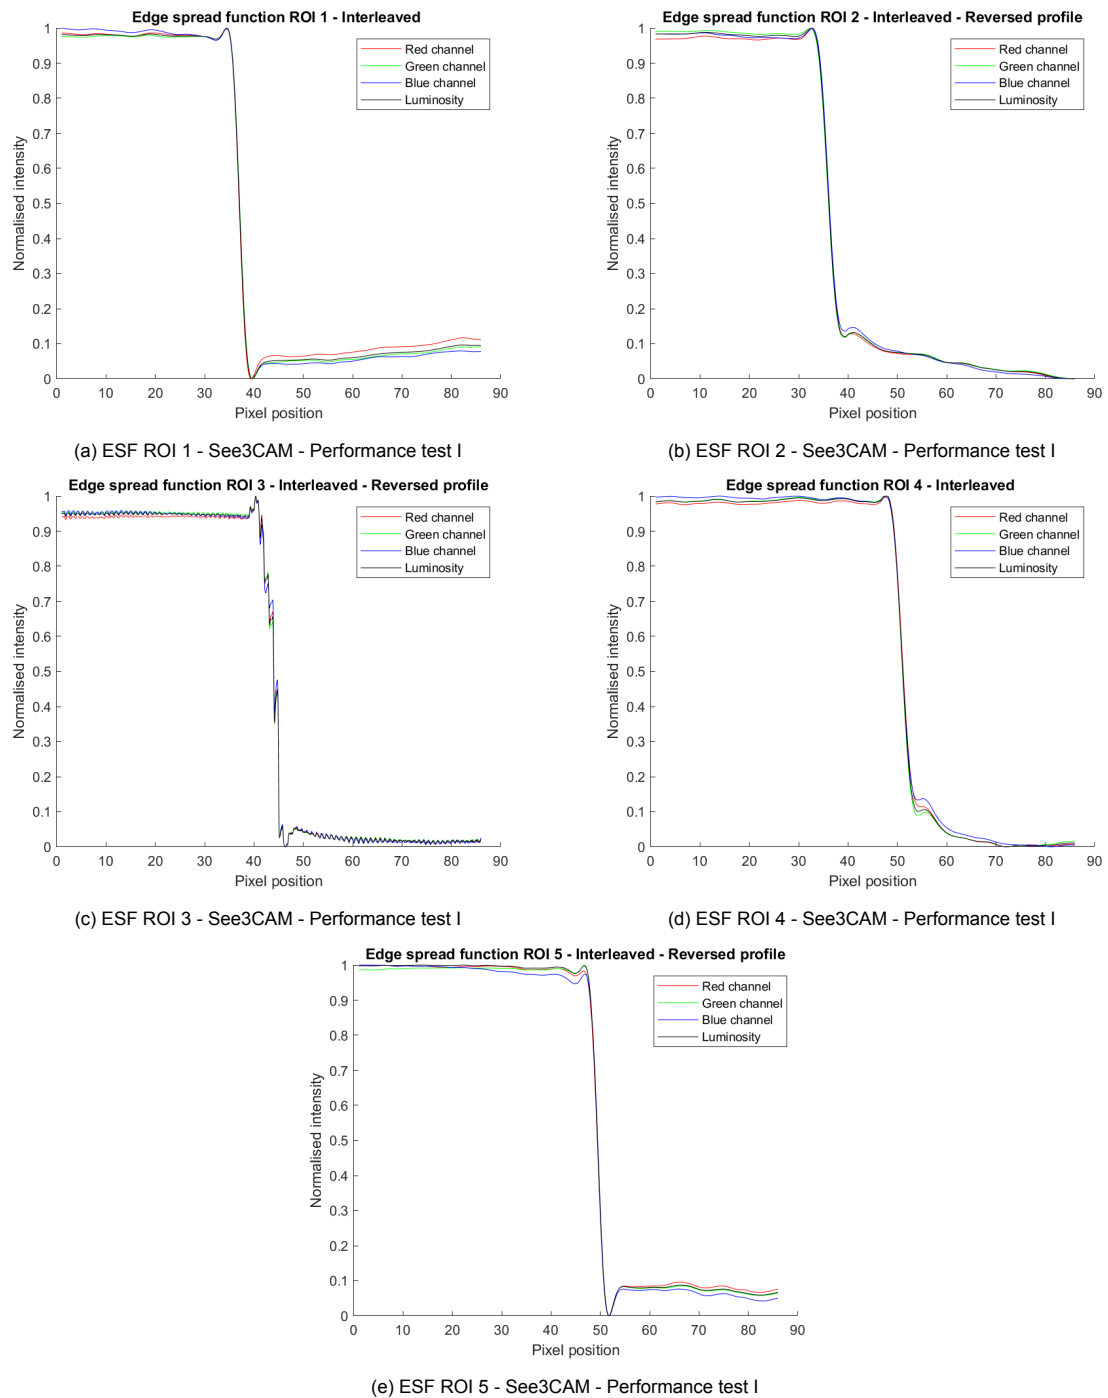 Edge spread function ROI 1 - Interleaved
1
0.9
0.8
0.7
0.6
0.5
0.4
0.3
0.2
0.1
0
Normalised intensity
Red channel
Green channel
Blue channel
Luminosity
0 10 20 30 40 50 60 70 80 90
Pixel position
(a) ESF ROI 1 - See3CAM - Performance test I
Edge spread function ROI 2 - Interleaved - Reversed profile
1
0.9
0.8
0.7
0.6
0.5
0.4
0.3
0.2
0.1
0
Normalised intensity
Red channel
Green channel
Blue channel
Luminosity
0 10 20 30 40 50 60 70 80 90
Pixel position
(b) ESF ROI 2 - See3CAM - Performance test I
Edge spread function ROI 3 - Interleaved - Reversed profile
1
0.9
0.8
0.7
0.6
0.5
0.4
0.3
0.2
0.1
0
Normalised intensity
Red channel
Green channel
Blue channel
Luminosity
0 10 20 30 40 50 60 70 80 90
Pixel position
(c) ESF ROI 3 - See3CAM - Performance test I
Edge spread function ROI 4 - Interleaved
1
0.9
0.8
0.7
0.6
0.5
0.4
0.3
0.2
0.1
0
Normalised intensity
Red channel
Green channel
Blue channel
Luminosity
0 10 20 30 40 50 60 70 80 90
Pixel position
(d) ESF ROI 4 - See3CAM - Performance test I
Edge spread function ROI 5 - Interleaved - Reversed profile
1
0.9
0.8
0.7
0.6
0.5
0.4
0.3
0.2
0.1
0
Normalised intensity
Red channel
Green channel
Blue channel
Luminosity
0 10 20 30 40 50 60 70 80 90
Pixel position
(e) ESF ROI 5 - See3CAM - Performance test I